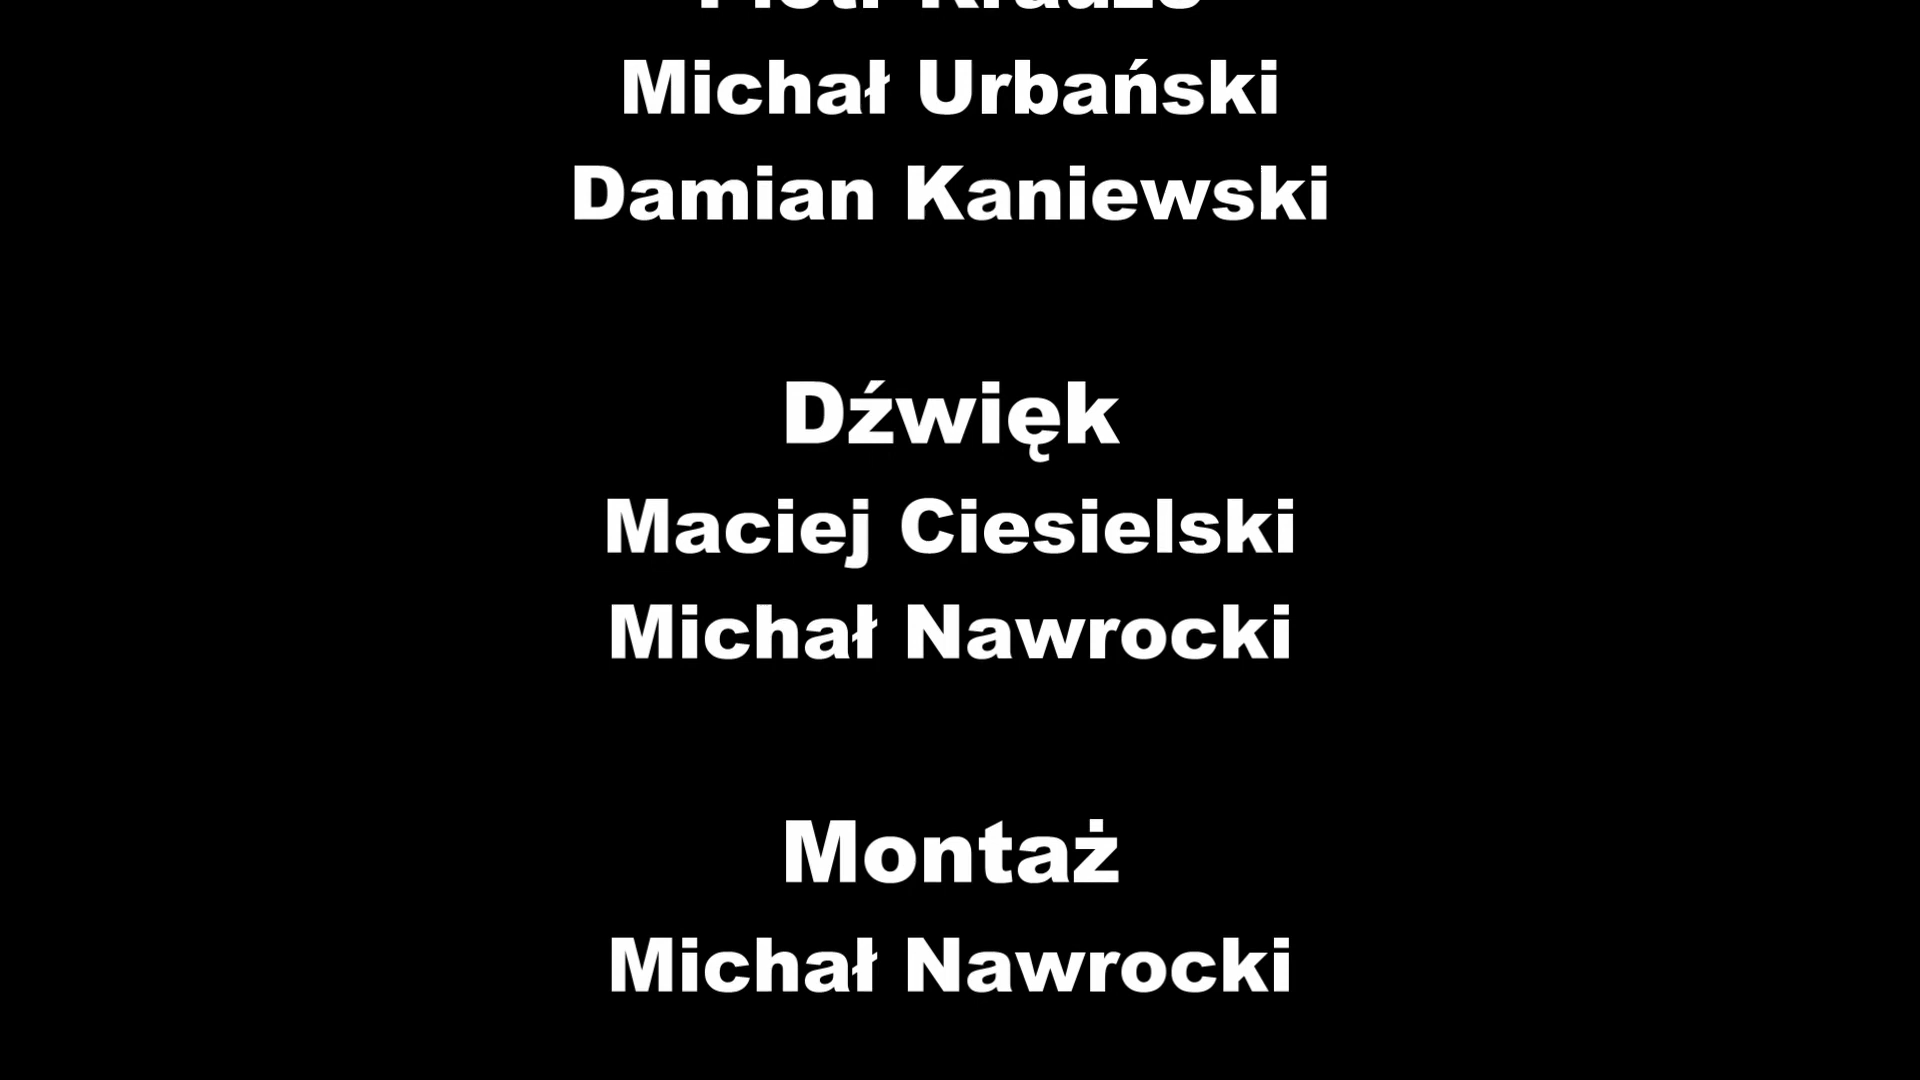 Michał Urbański
Damian Kaniewski
Dźwięk
Maciej Ciesielski
Michał Nawrocki
Montaż
Michał Nawrocki